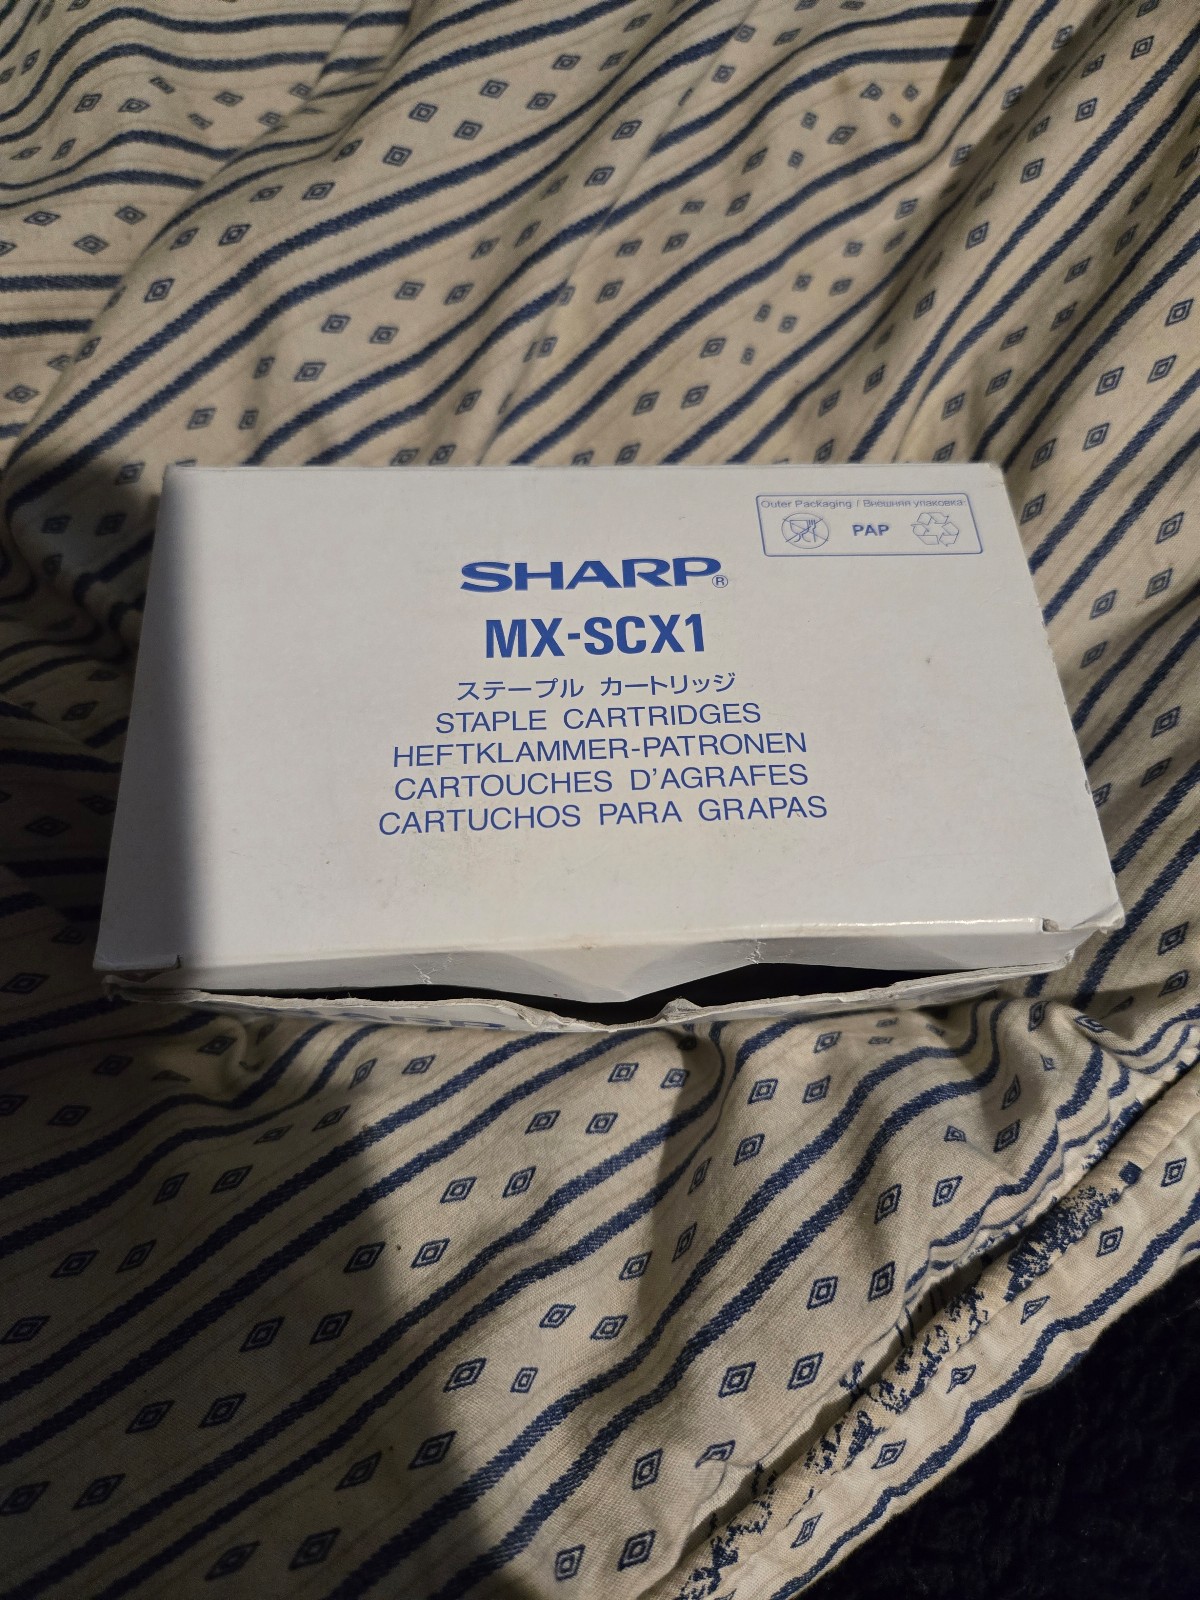 Outer Packaging / Внешняя упаковка:
PAP
SHARP®
MX-SCX1
ステープル カートリッジ
STAPLE CARTRIDGES
HEFTKLAMMER-PATRONEN
CARTOUCHES D'AGRAFES
CARTUCHOS PARA GRAPAS